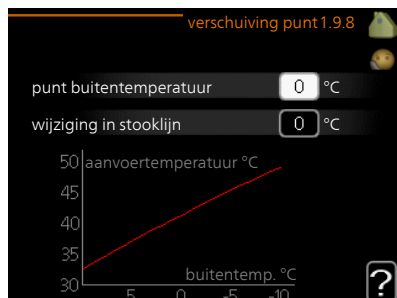 verschuiving punt 1.9.8
punt buitentemperatuur 0 °C
wijziging in stooklijn 0 °C
50 aanvoertemperatuur °C
45
40
35
buitentemp. °C
30
5 0 -5 -10
?